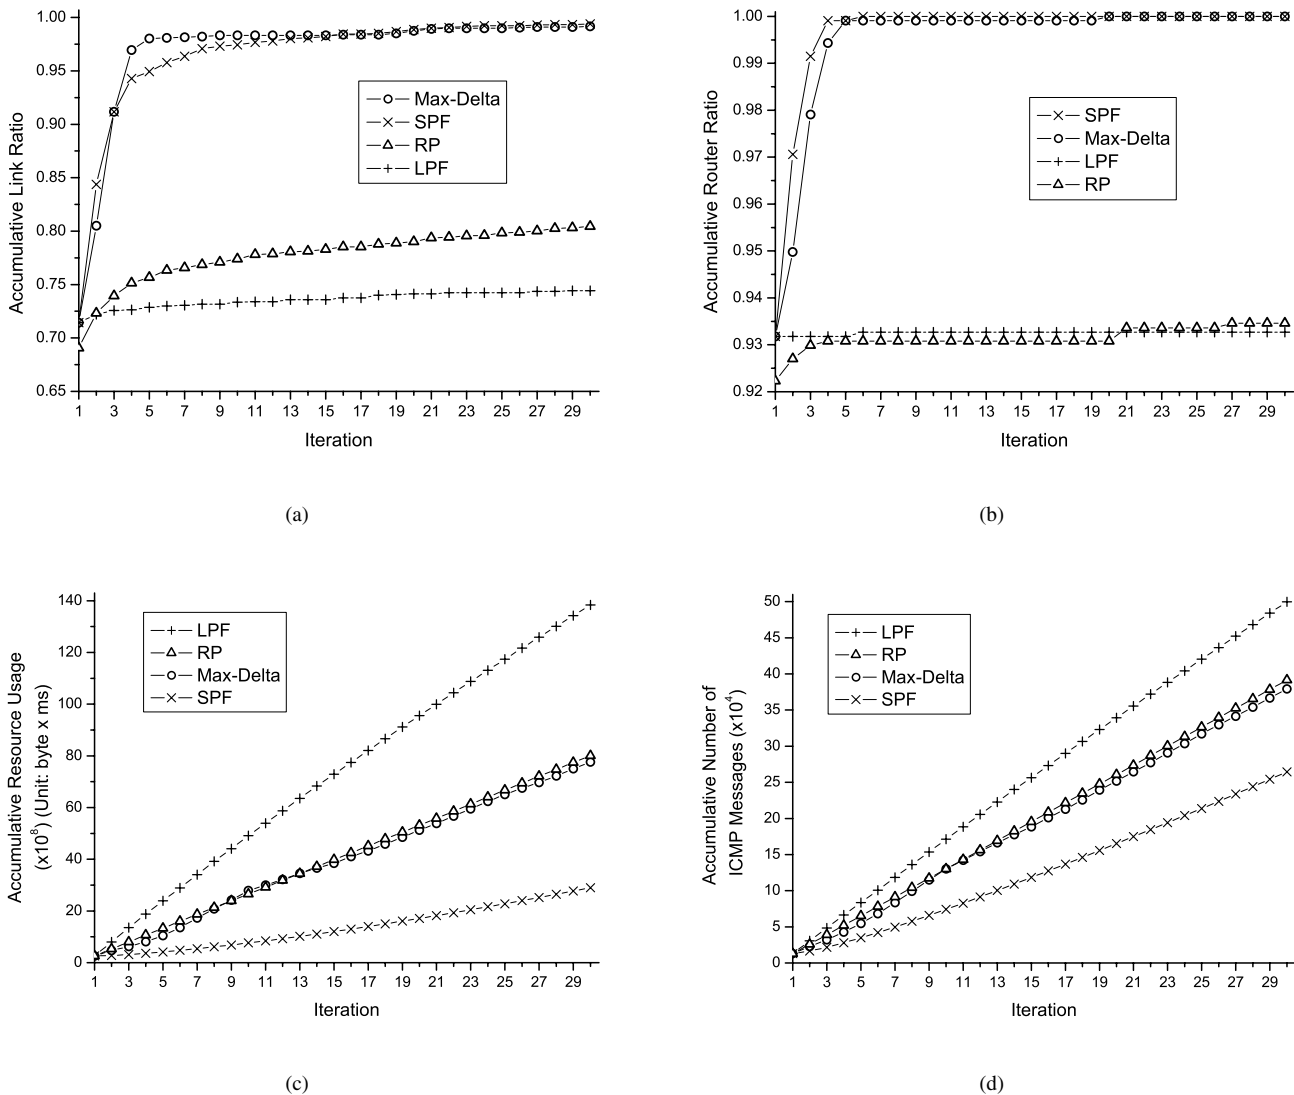 1.00
0.95
0.90
0.85
0.80
0.75
0.70
0.65
Accumulative Link Ratio
Max-Delta
SPF
RP
LPF
1 3 5 7 9 11 13 15 17 19 21 23 25 27 29
Iteration
(a)
1.00
0.99
0.98
0.97
0.96
0.95
0.94
0.93
0.92
Accumulative Router Ratio
SPF
Max-Delta
LPF
RP
1 3 5 7 9 11 13 15 17 19 21 23 25 27 29
Iteration
(b)
140
120
100
80
60
40
20
0
Accumulative Resource Usage
(x10⁸) (Unit: byte x ms)
LPF
RP
Max-Delta
SPF
1 3 5 7 9 11 13 15 17 19 21 23 25 27 29
Iteration
(c)
50
45
40
35
30
25
20
15
10
5
0
Accumulative Number of
ICMP Messages (x10⁴)
LPF
RP
Max-Delta
SPF
1 3 5 7 9 11 13 15 17 19 21 23 25 27 29
Iteration
(d)